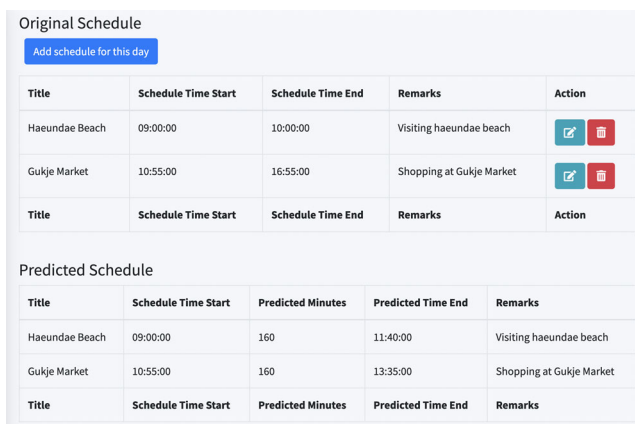 Original Schedule
Add schedule for this day
Title Schedule Time Start Schedule Time End Remarks Action
Haeundae Beach 09:00:00 10:00:00 Visiting haeundae beach
Gukje Market 10:55:00 16:55:00 Shopping at Gukje Market
Title Schedule Time Start Schedule Time End Remarks Action
Predicted Schedule
Title Schedule Time Start Predicted Minutes Predicted Time End Remarks
Haeundae Beach 09:00:00 160 11:40:00 Visiting haeundae beach
Gukje Market 10:55:00 160 13:35:00 Shopping at Gukje Market
Title Schedule Time Start Predicted Minutes Predicted Time End Remarks